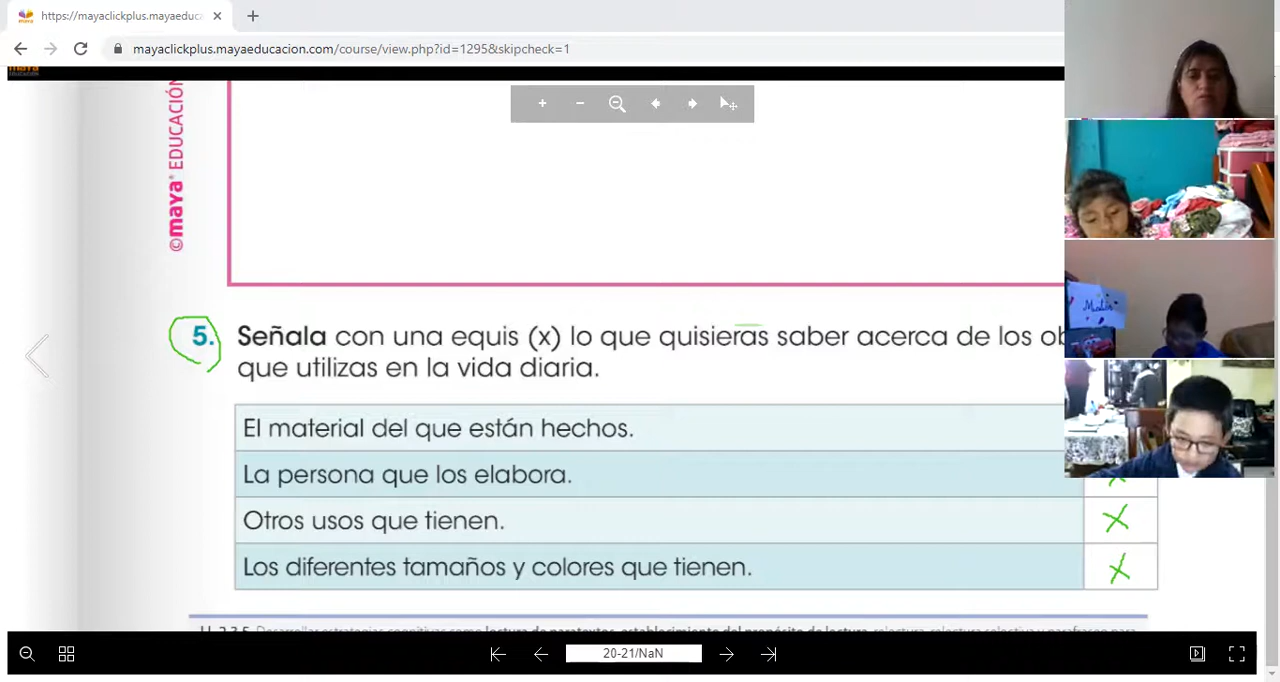 https://mayaclickplus.mayaeduca
mayaclickplus.mayaeducacion.com/course/view.php?id=1295&skipcheck=1
maya
EDUCACIÓN
©maya® EDUCACIÓN
5. Señala con una equis (x) lo que quisieras saber acerca de los ob
que utilizas en la vida diaria.
El material del que están hechos.
La persona que los elabora.
Otros usos que tienen. X
Los diferentes tamaños y colores que tienen. X
20-21/NaN